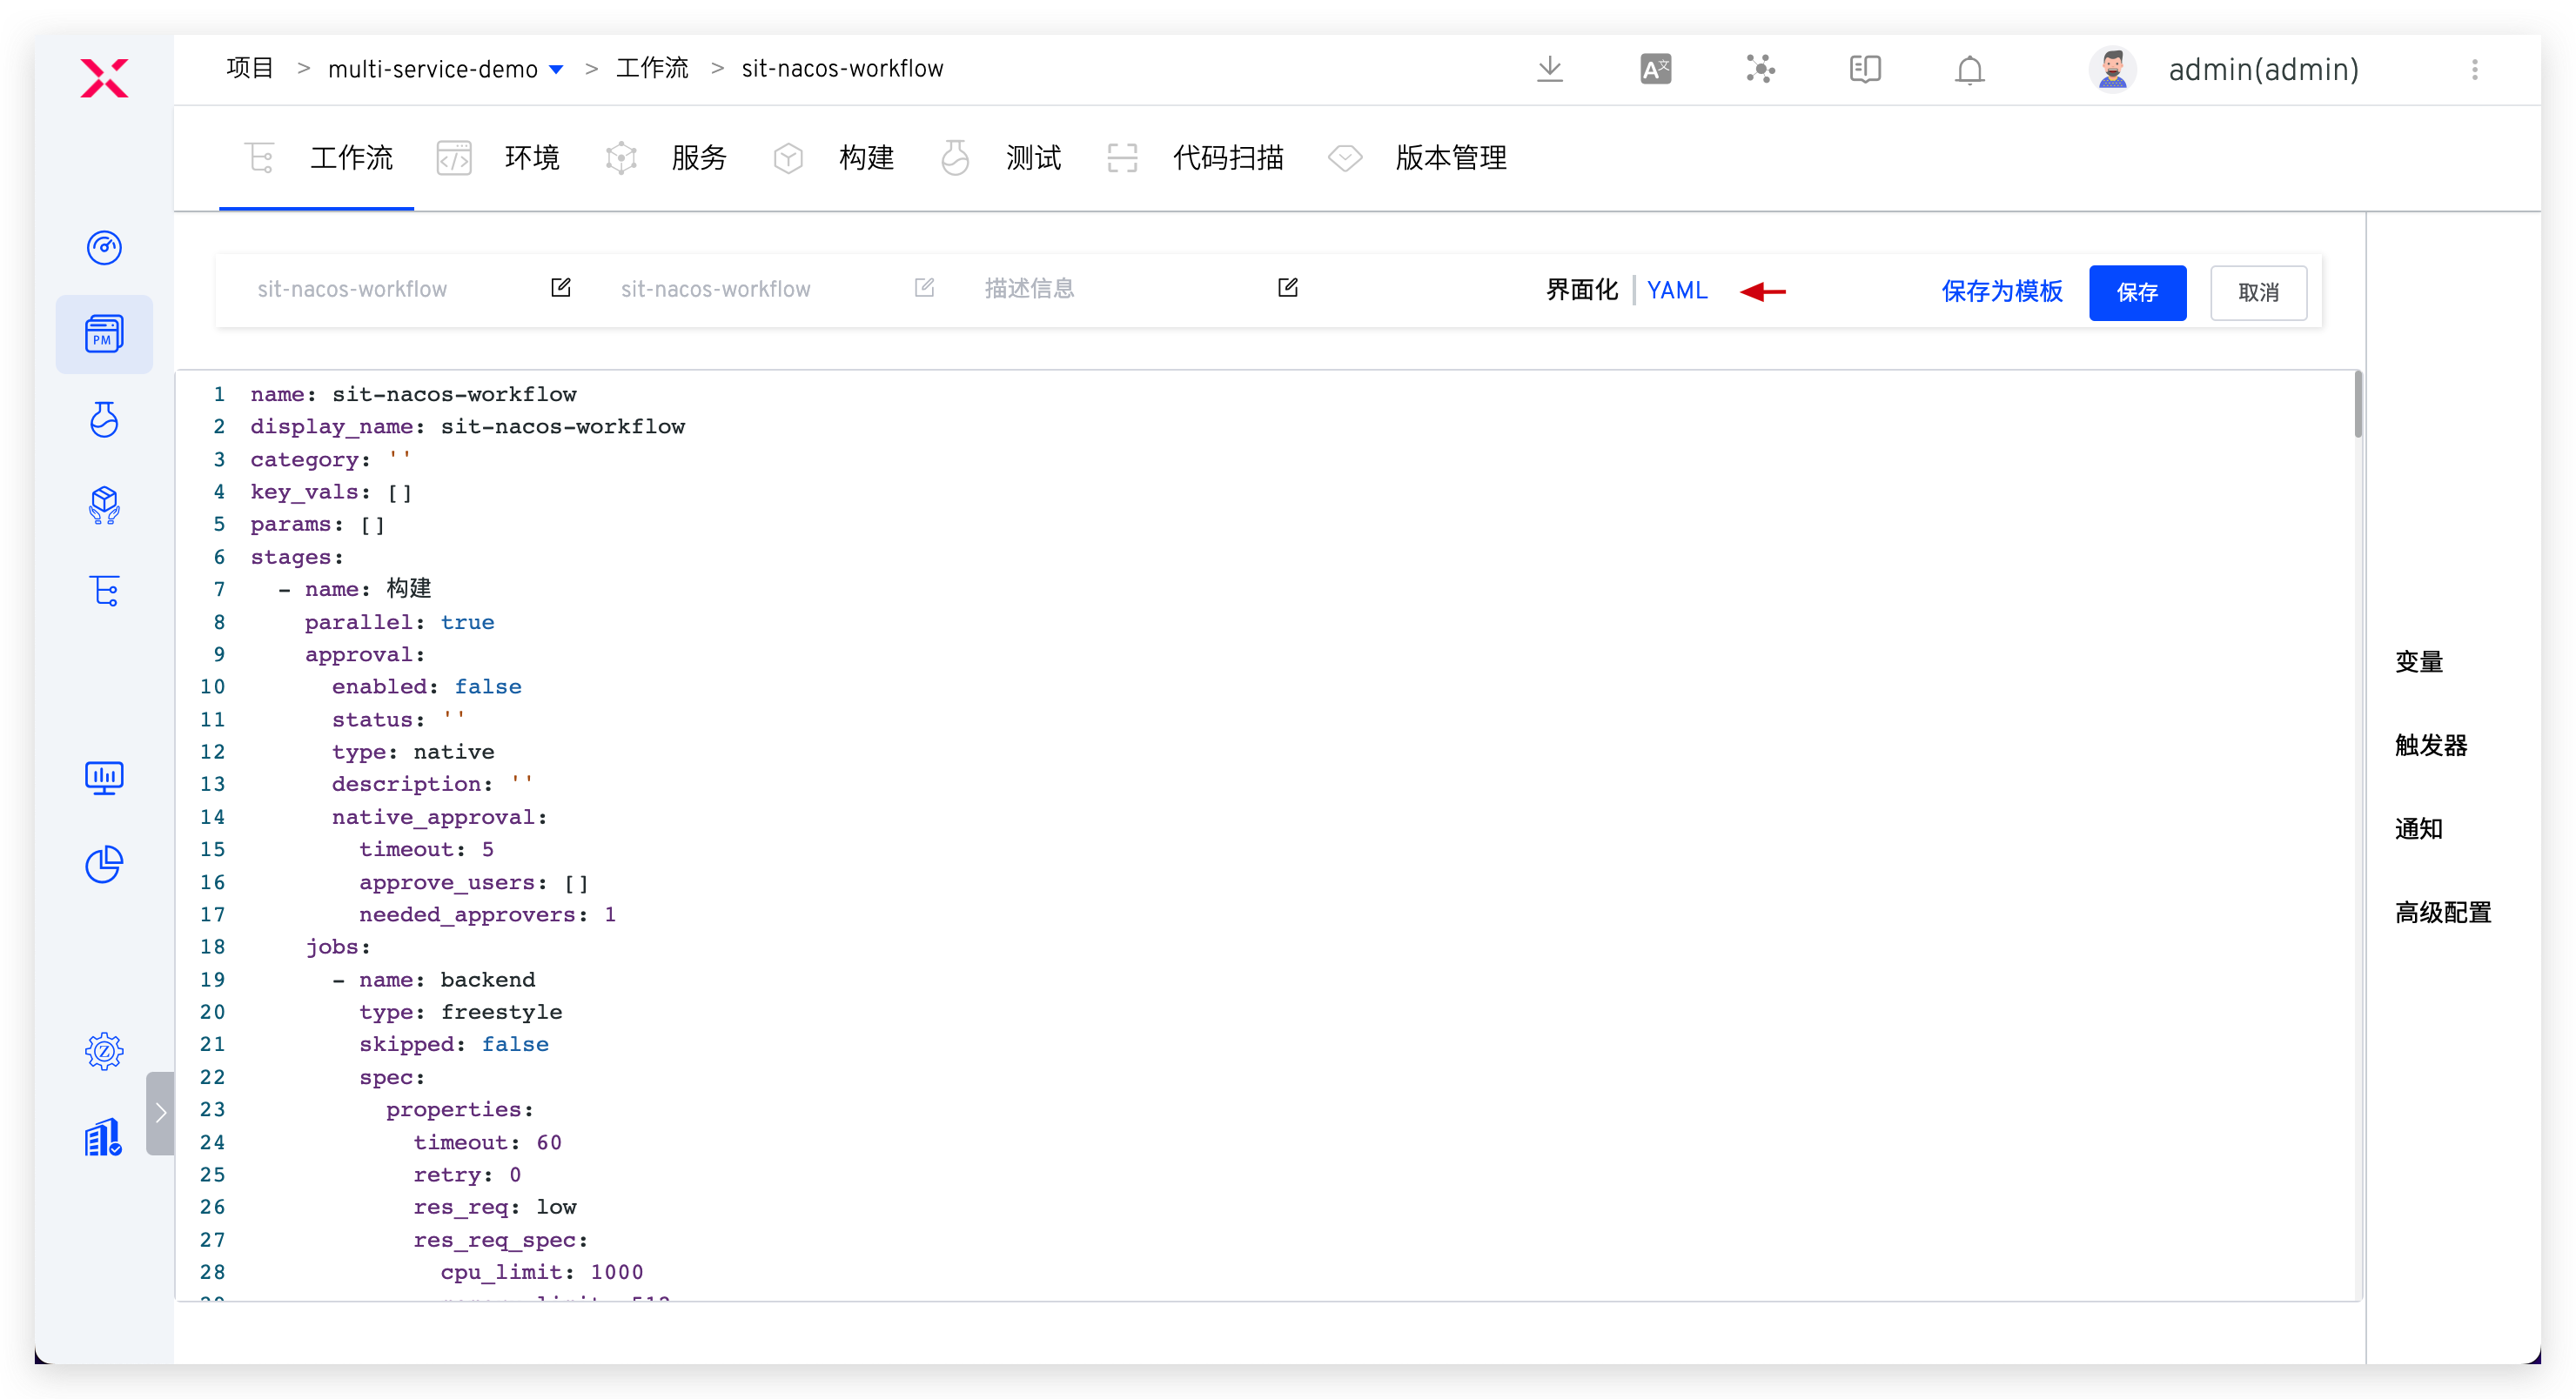 项目 > multi-service-demo > 工作流 > sit-nacos-workflow
admin(admin)
工作流 环境 服务 构建 测试 代码扫描 版本管理
sit-nacos-workflow sit-nacos-workflow 描述信息 界面化 | YAML 保存为模板 保存 取消
PM
1 name: sit-nacos-workflow
2 display_name: sit-nacos-workflow
3 category: ''
4 key_vals: []
5 params: []
6 stages:
7 - name: 构建
8 parallel: true
9 approval:
10 enabled: false
11 status: ''
12 type: native
13 description: ''
14 native_approval:
15 timeout: 5
16 approve_users: []
17 needed_approvers: 1
18 jobs:
19 - name: backend
20 type: freestyle
21 skipped: false
22 spec:
23 properties:
24 timeout: 60
25 retry: 0
26 res_req: low
27 res_req_spec:
28 cpu_limit: 1000
变量
触发器
通知
高级配置